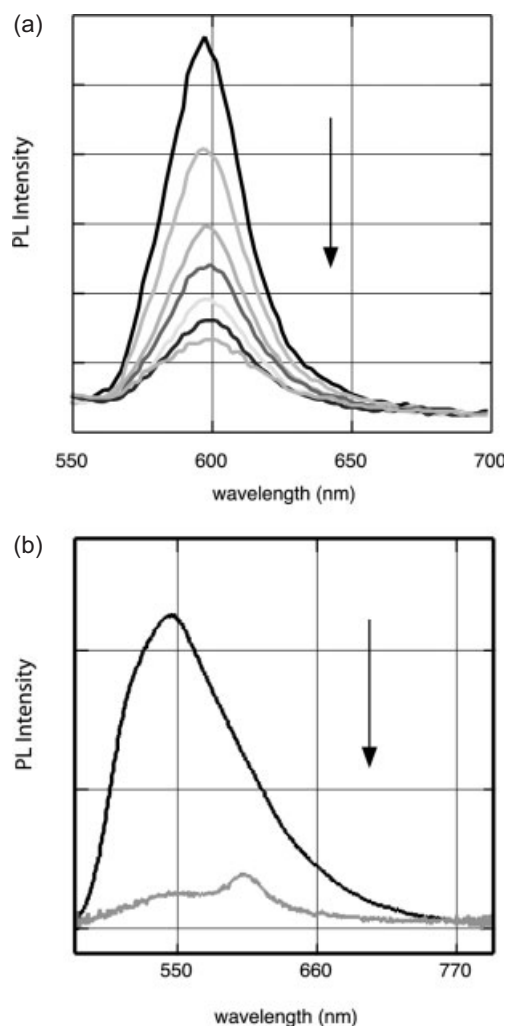 (a)
PL Intensity
550 600 650 700
wavelength (nm)
(b)
PL Intensity
550 660 770
wavelength (nm)